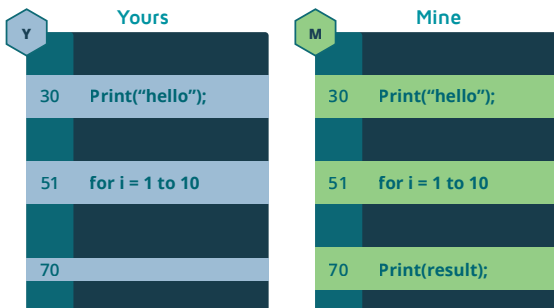 Yours
Y
30 Print(“hello”);
51 for i = 1 to 10
70
Mine
M
30 Print(“hello”);
51 for i = 1 to 10
70 Print(result);